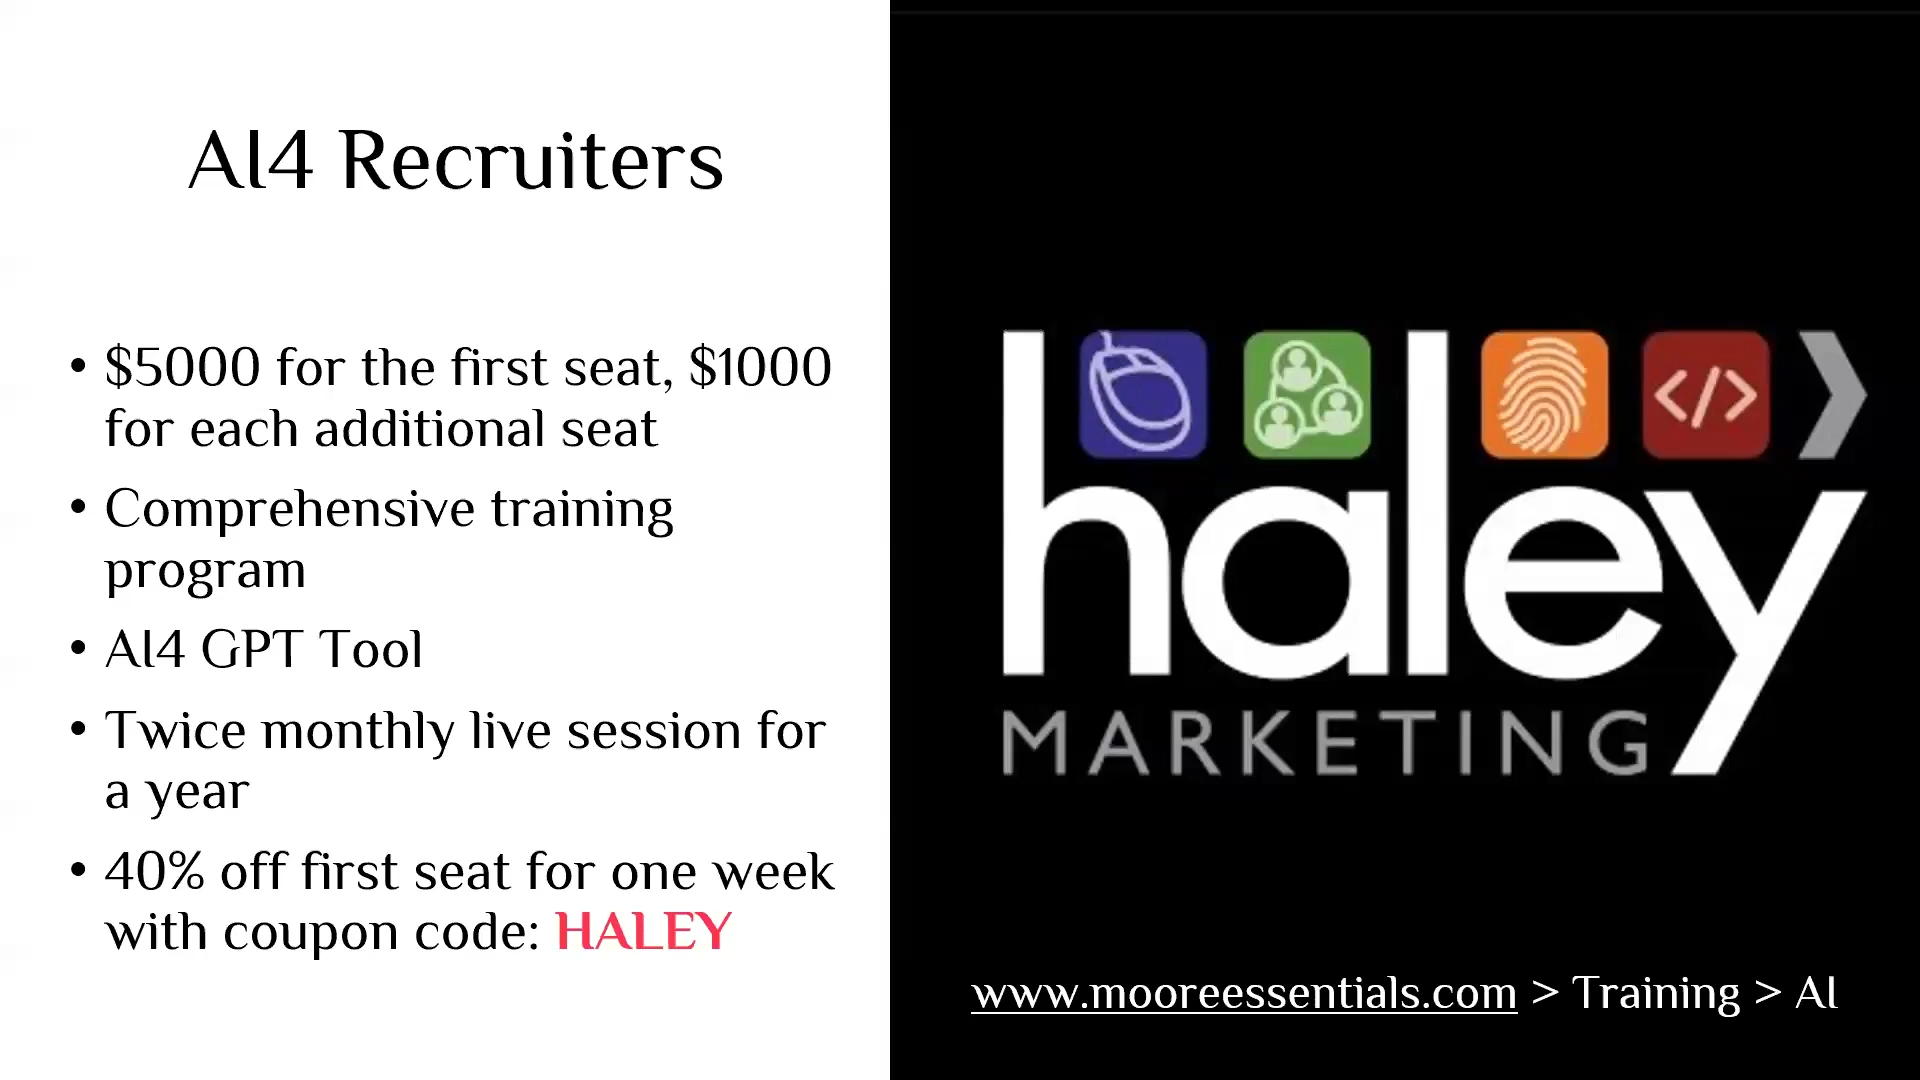 AI4 Recruiters
• $5000 for the first seat, $1000
for each additional seat
• Comprehensive training
program
• AI4 GPT Tool
• Twice monthly live session for
a year
• 40% off first seat for one week
with coupon code: HALEY
</>
haley
MARKETING
www.mooreessentials.com > Training > AI